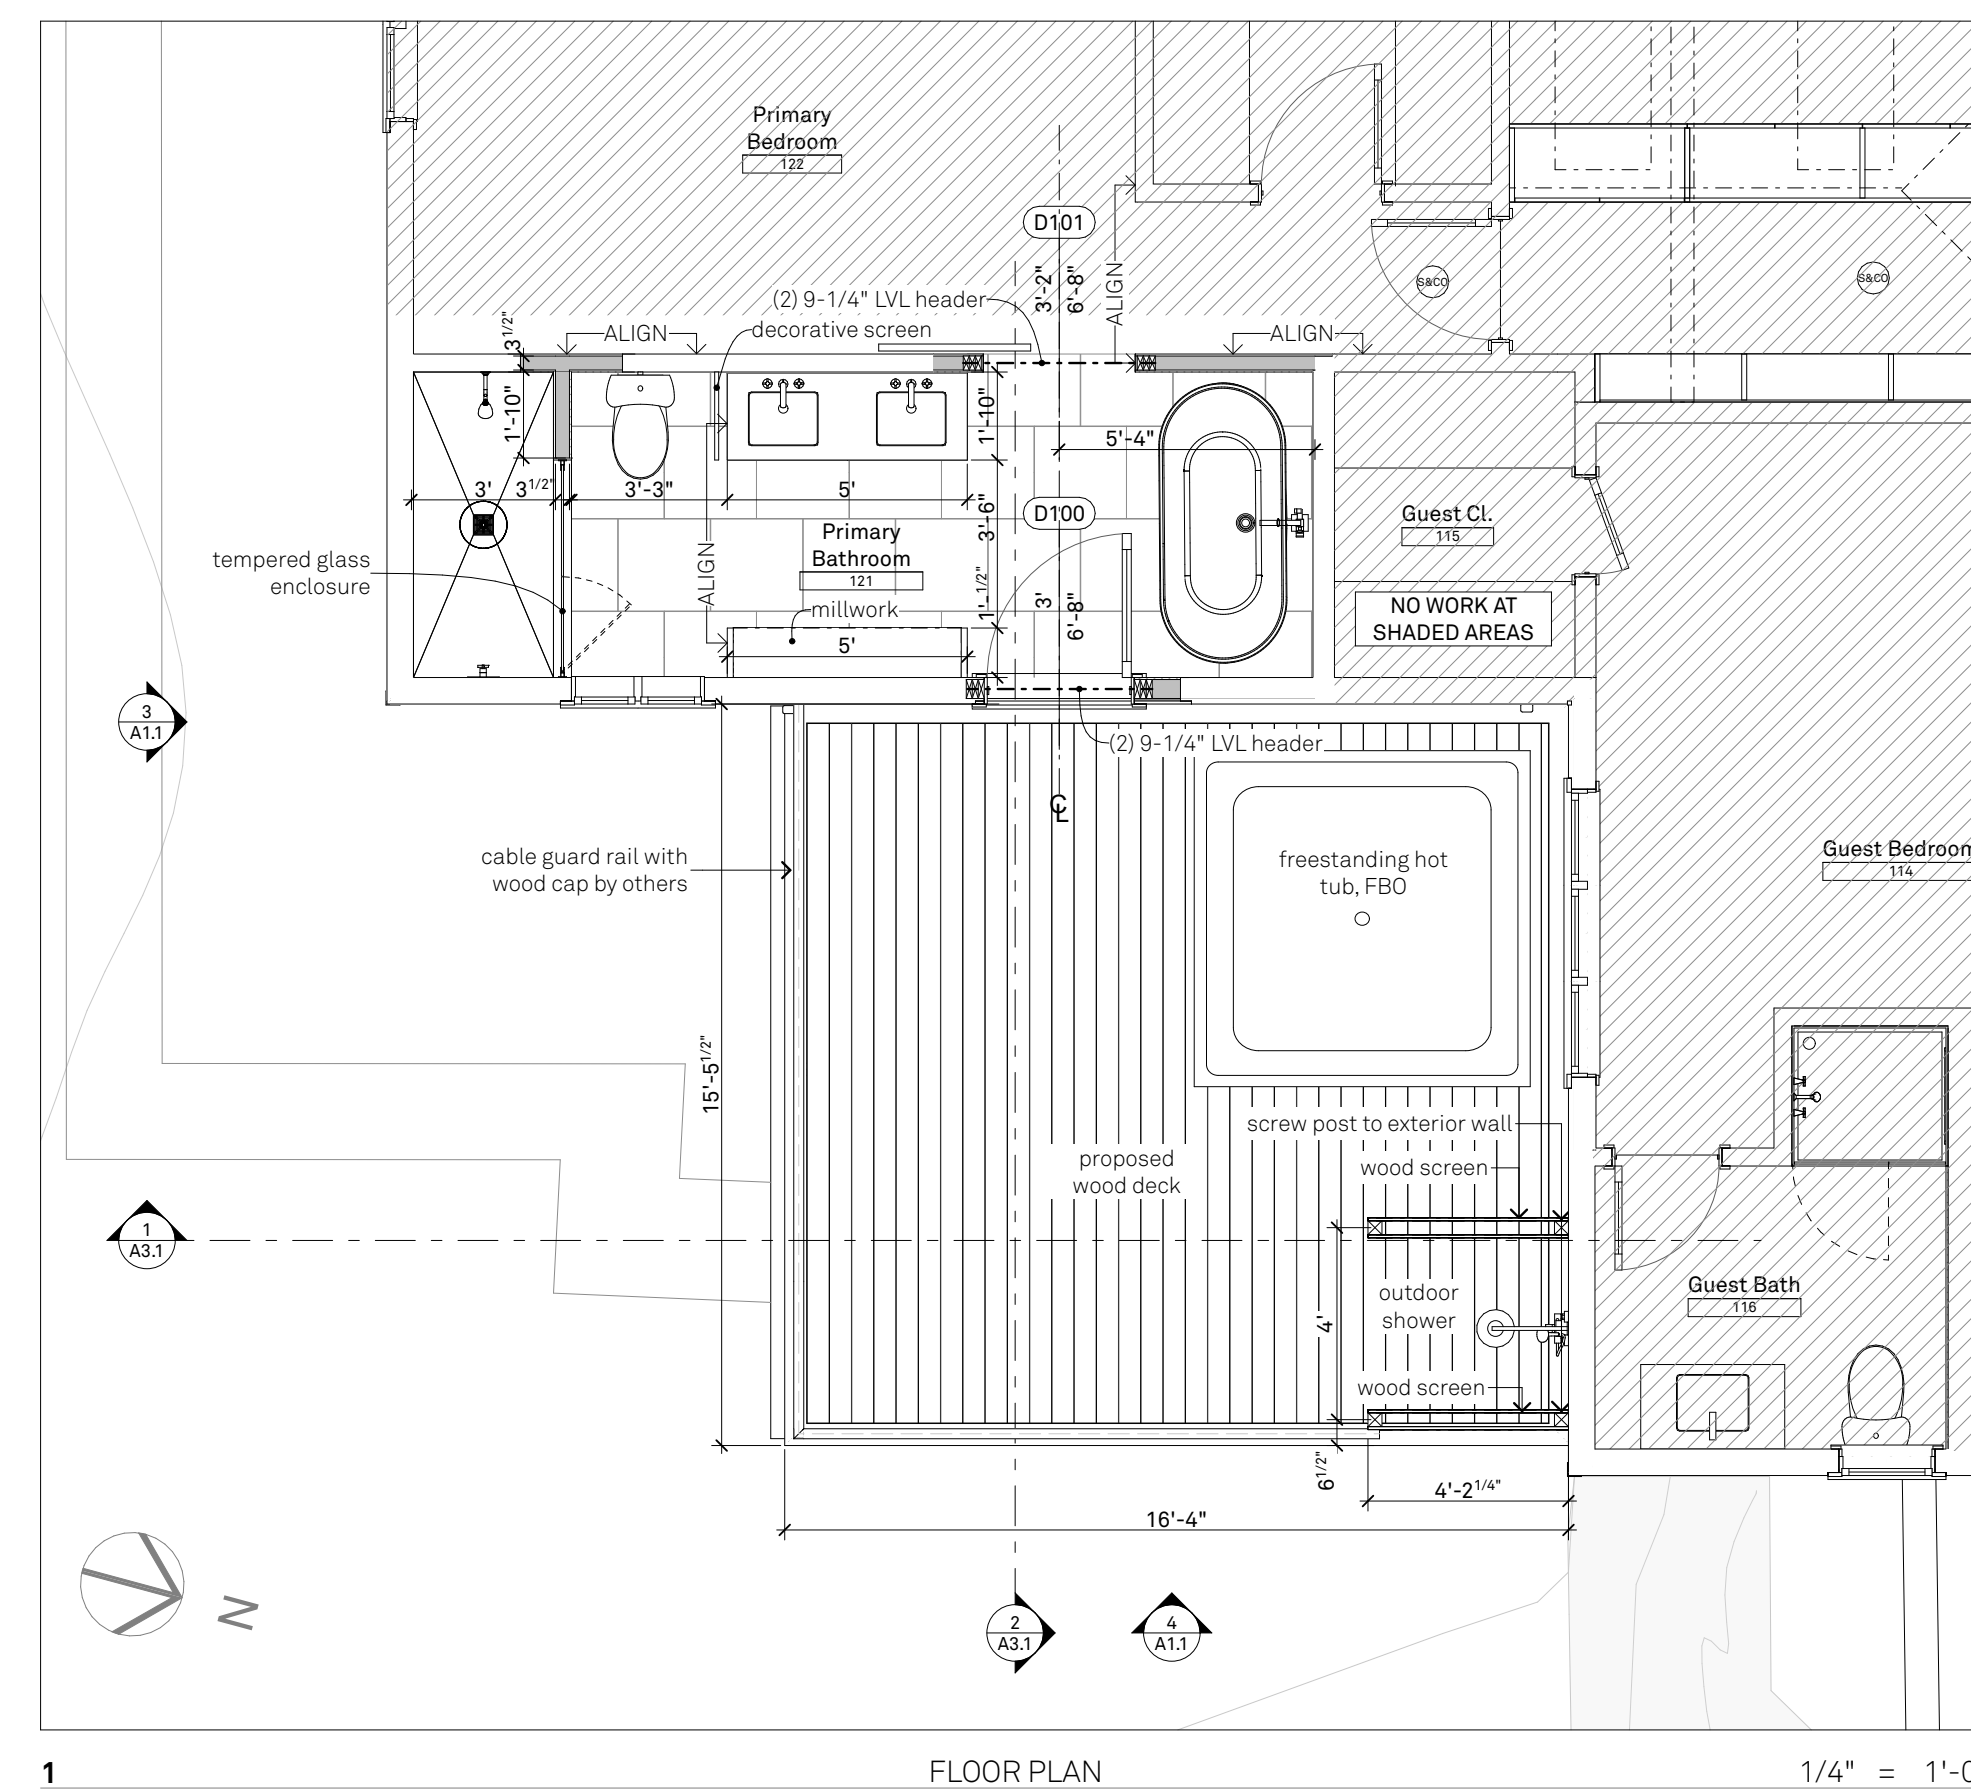 Primary
Bedroom
122
D101
3'-2"
6'-8"
ALIGN
S&CO
S&CO
(2) 9-1/4" LVL header
decorative screen
3 1/2"
ALIGN
ALIGN
1'-10"
1'-10"
5'-4"
3'
3 1/2"
3'-3"
5'
3'-6"
D100
Guest Cl.
115
Primary
Bathroom
121
ALIGN
tempered glass
enclosure
1'-1/2"
3'
6'-8"
millwork
5'
NO WORK AT
SHADED AREAS
3
A1.1
(2) 9-1/4" LVL header
CL
cable guard rail with
wood cap by others
freestanding hot
tub, FBO
Guest Bedroom
114
15'-5 1/2"
screw post to exterior wall
proposed
wood deck
wood screen
1
A3.1
outdoor
shower
4'
Guest Bath
116
wood screen
6 1/2"
4'-2 1/4"
16'-4"
N
2
A3.1
4
A1.1
1
FLOOR PLAN
1/4" = 1'-0